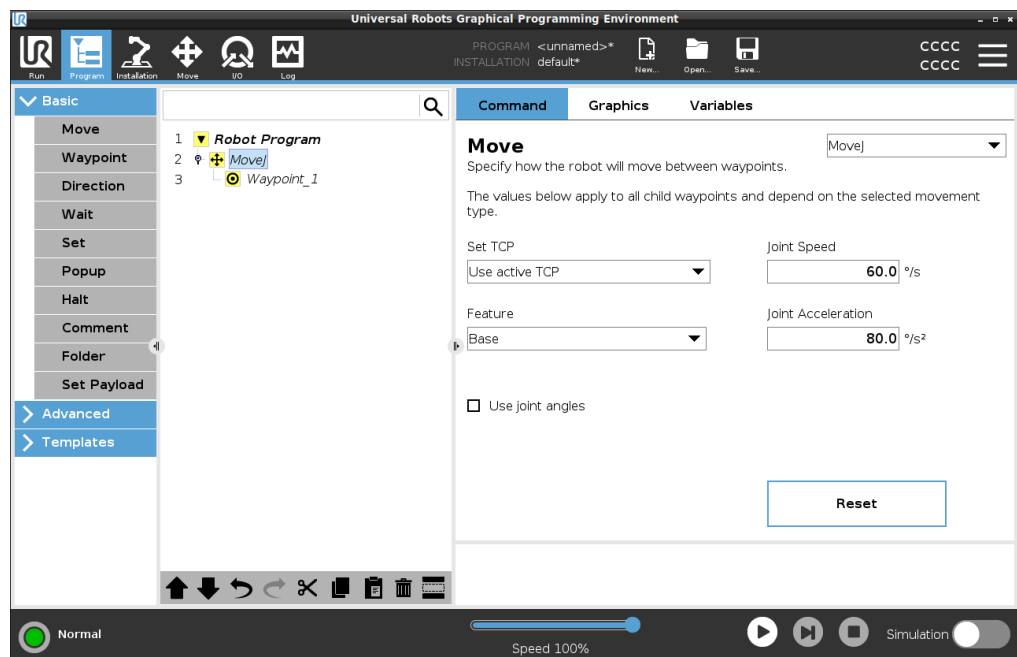 UR
Universal Robots Graphical Programming Environment
UR
Run
Program
Installation
Move
I/O
Log
PROGRAM <unnamed>*
INSTALLATION default*
New...
Open...
Save...
CCCC
CCCC
Basic
Move
Waypoint
Direction
Wait
Set
Popup
Halt
Comment
Folder
Set Payload
Advanced
Templates
1 Robot Program
2 MoveJ
3 Waypoint_1
Command Graphics Variables
Move
MoveJ
Specify how the robot will move between waypoints.
The values below apply to all child waypoints and depend on the selected movement
type.
Set TCP
Joint Speed
Use active TCP
60.0 °/s
Feature
Joint Acceleration
Base
80.0 °/s²
Use joint angles
Reset
Normal
Speed 100%
Simulation